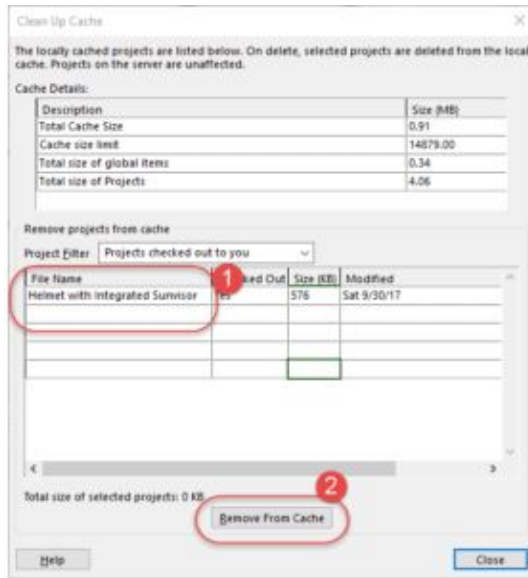 Clean Up Cache
The locally cached projects are listed below. On delete, selected projects are deleted from the local
cache. Projects on the server are unaffected.
Cache Details:
Description Size (MB)
Total Cache Size 0.91
Cache size limit 14879.00
Total size of global items 0.34
Total size of Projects 4.06
Remove projects from cache
Project Filter Projects checked out to you
1
File Name ked Out Size (KB) Modified
Helmet with Integrated Sunvisor 576 Sat 9/30/17
Total size of selected projects: 0 KB
2
Remove From Cache
Help Close